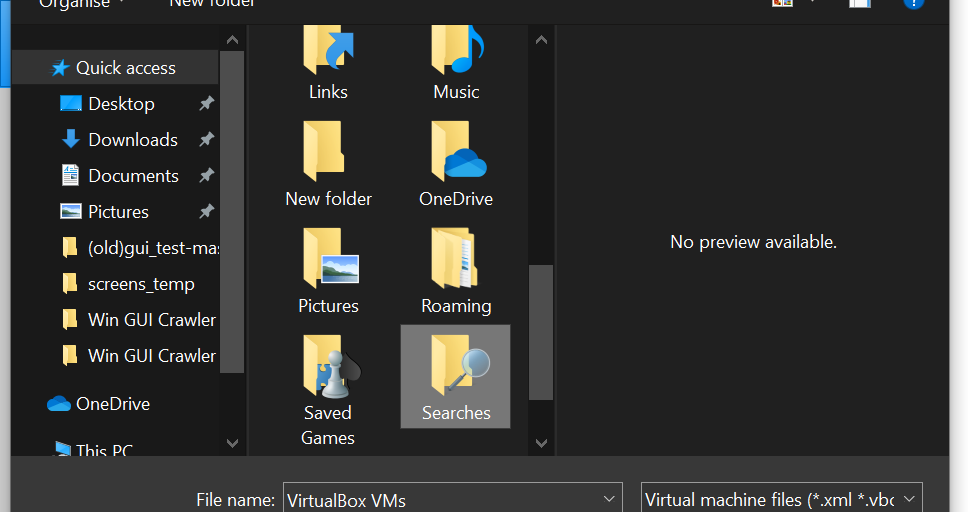 Organise
New folder
Quick access
Desktop
Downloads
Documents
Pictures
(old)gui_test-mas
screens_temp
Win GUI Crawler
Win GUI Crawler
OneDrive
This PC
Links
Music
New folder
OneDrive
Pictures
Roaming
Saved
Games
Searches
No preview available.
File name:
VirtualBox VMs
Virtual machine files (*.xml *.vbo